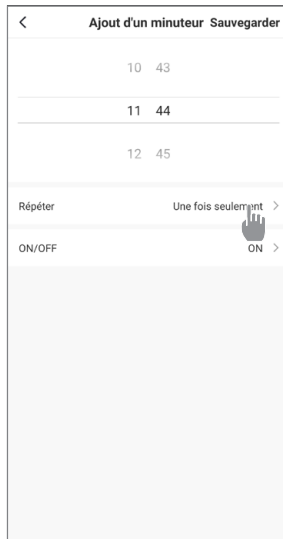 Ajout d'un minuteur Sauvegarder
10 43
11 44
12 45
Répéter Une fois seulement
ON/OFF ON